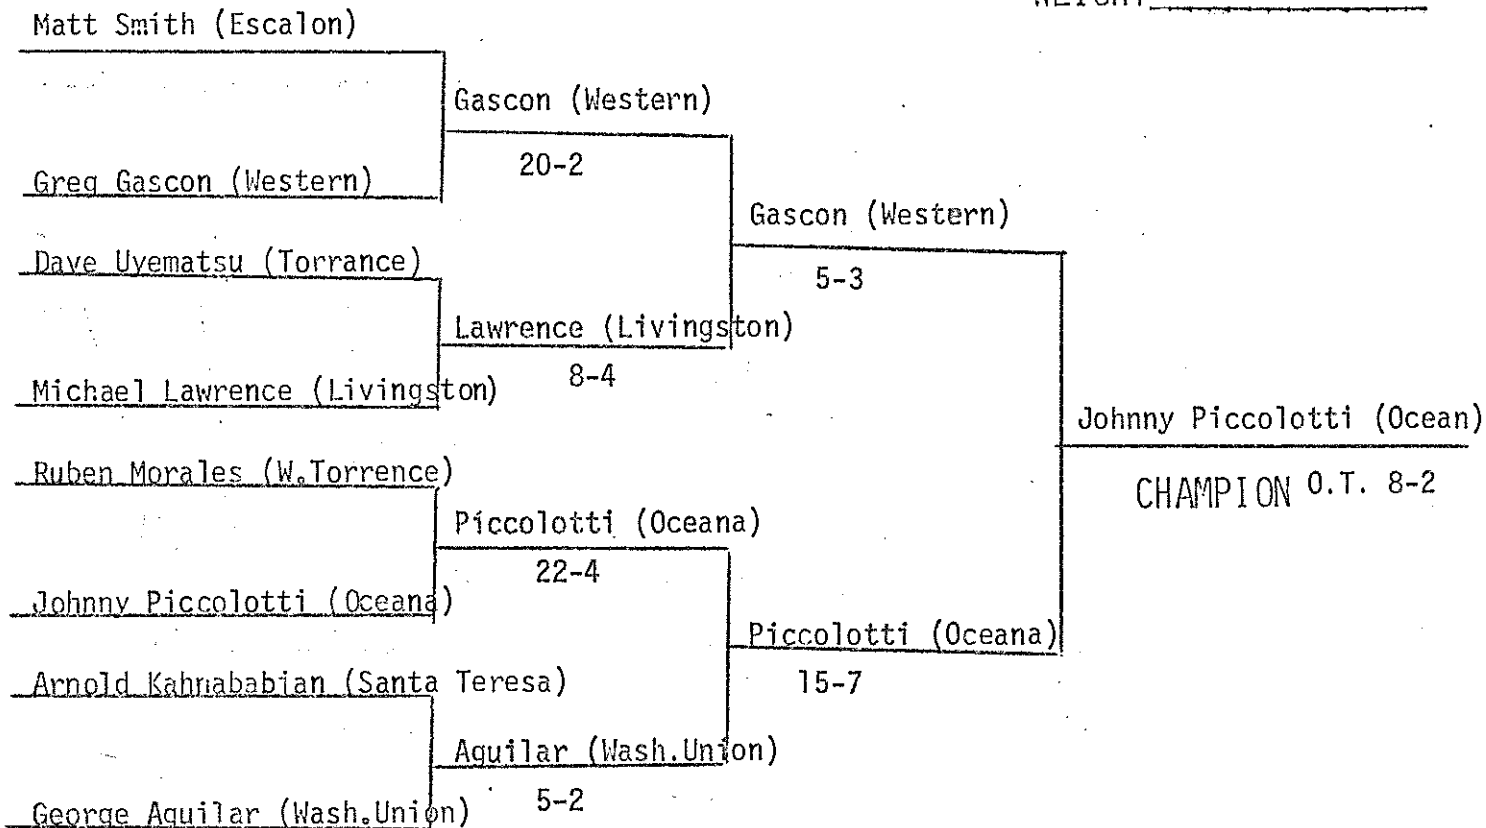 WEIGHT
Matt Smith (Escalon)
Gascon (Western)
20-2
Greg Gascon (Western)
Gascon (Western)
5-3
Dave Uyematsu (Torrance)
Lawrence (Livingston)
8-4
Michael Lawrence (Livingston)
Johnny Piccolotti (Ocean)
CHAMPION O.T. 8-2
Ruben Morales (W.Torrence)
Piccolotti (Oceana)
22-4
Johnny Piccolotti (Oceana)
Piccolotti (Oceana)
15-7
Arnold Kahnababian (Santa Teresa)
Aguilar (Wash.Union)
5-2
George Aguilar (Wash.Union)